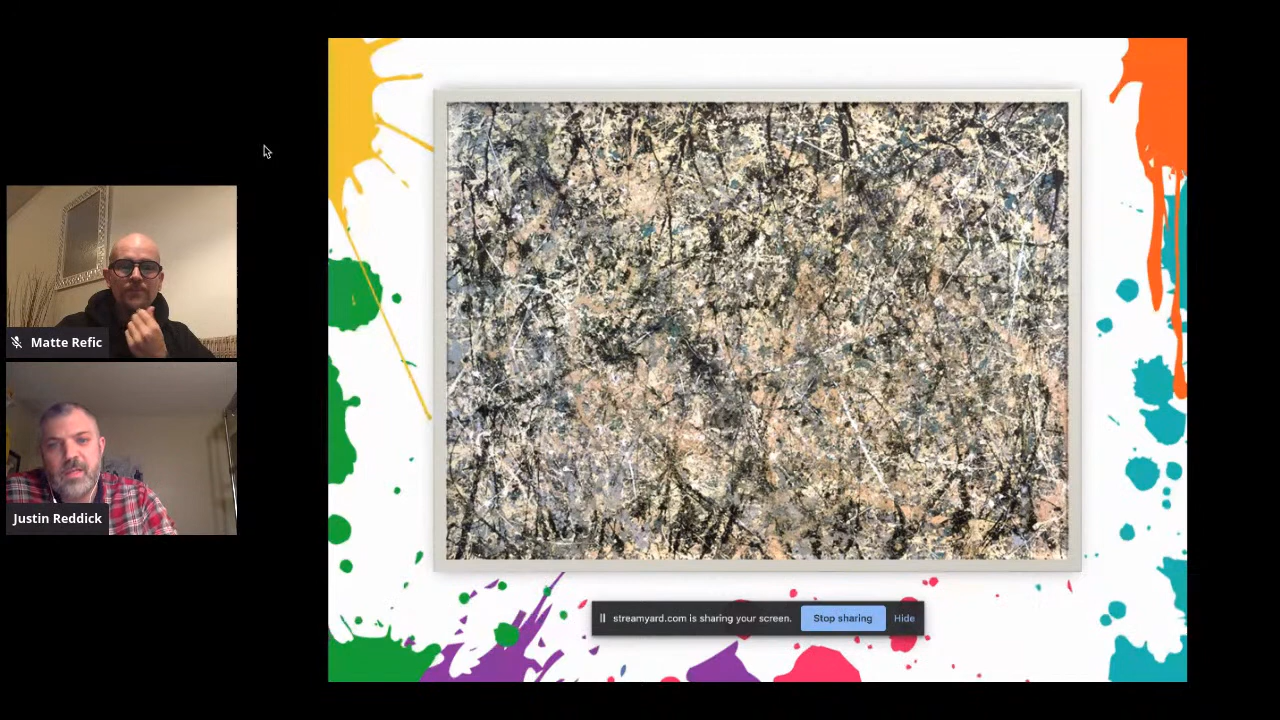 Matte Refic
Justin Reddick
streamyard.com is sharing your screen. Stop sharing Hide